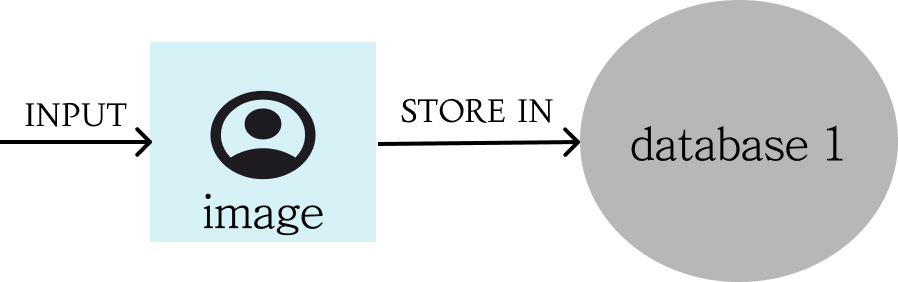 INPUT
image
STORE IN
database 1